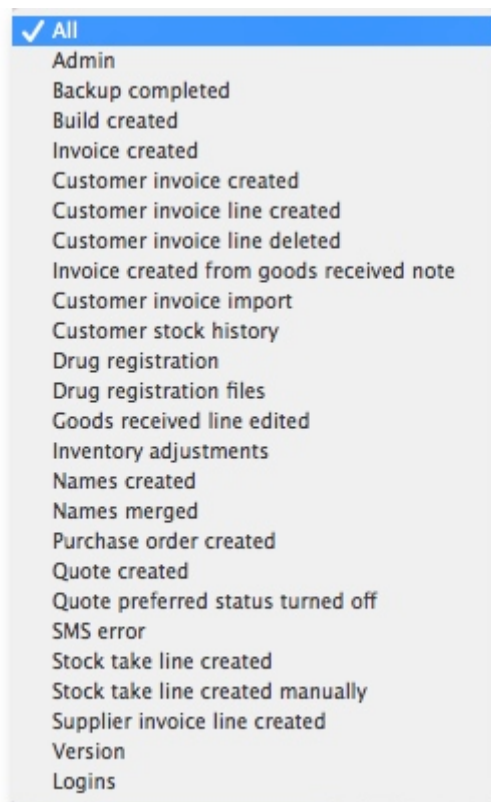 All
Admin
Backup completed
Build created
Invoice created
Customer invoice created
Customer invoice line created
Customer invoice line deleted
Invoice created from goods received note
Customer invoice import
Customer stock history
Drug registration
Drug registration files
Goods received line edited
Inventory adjustments
Names created
Names merged
Purchase order created
Quote created
Quote preferred status turned off
SMS error
Stock take line created
Stock take line created manually
Supplier invoice line created
Version
Logins